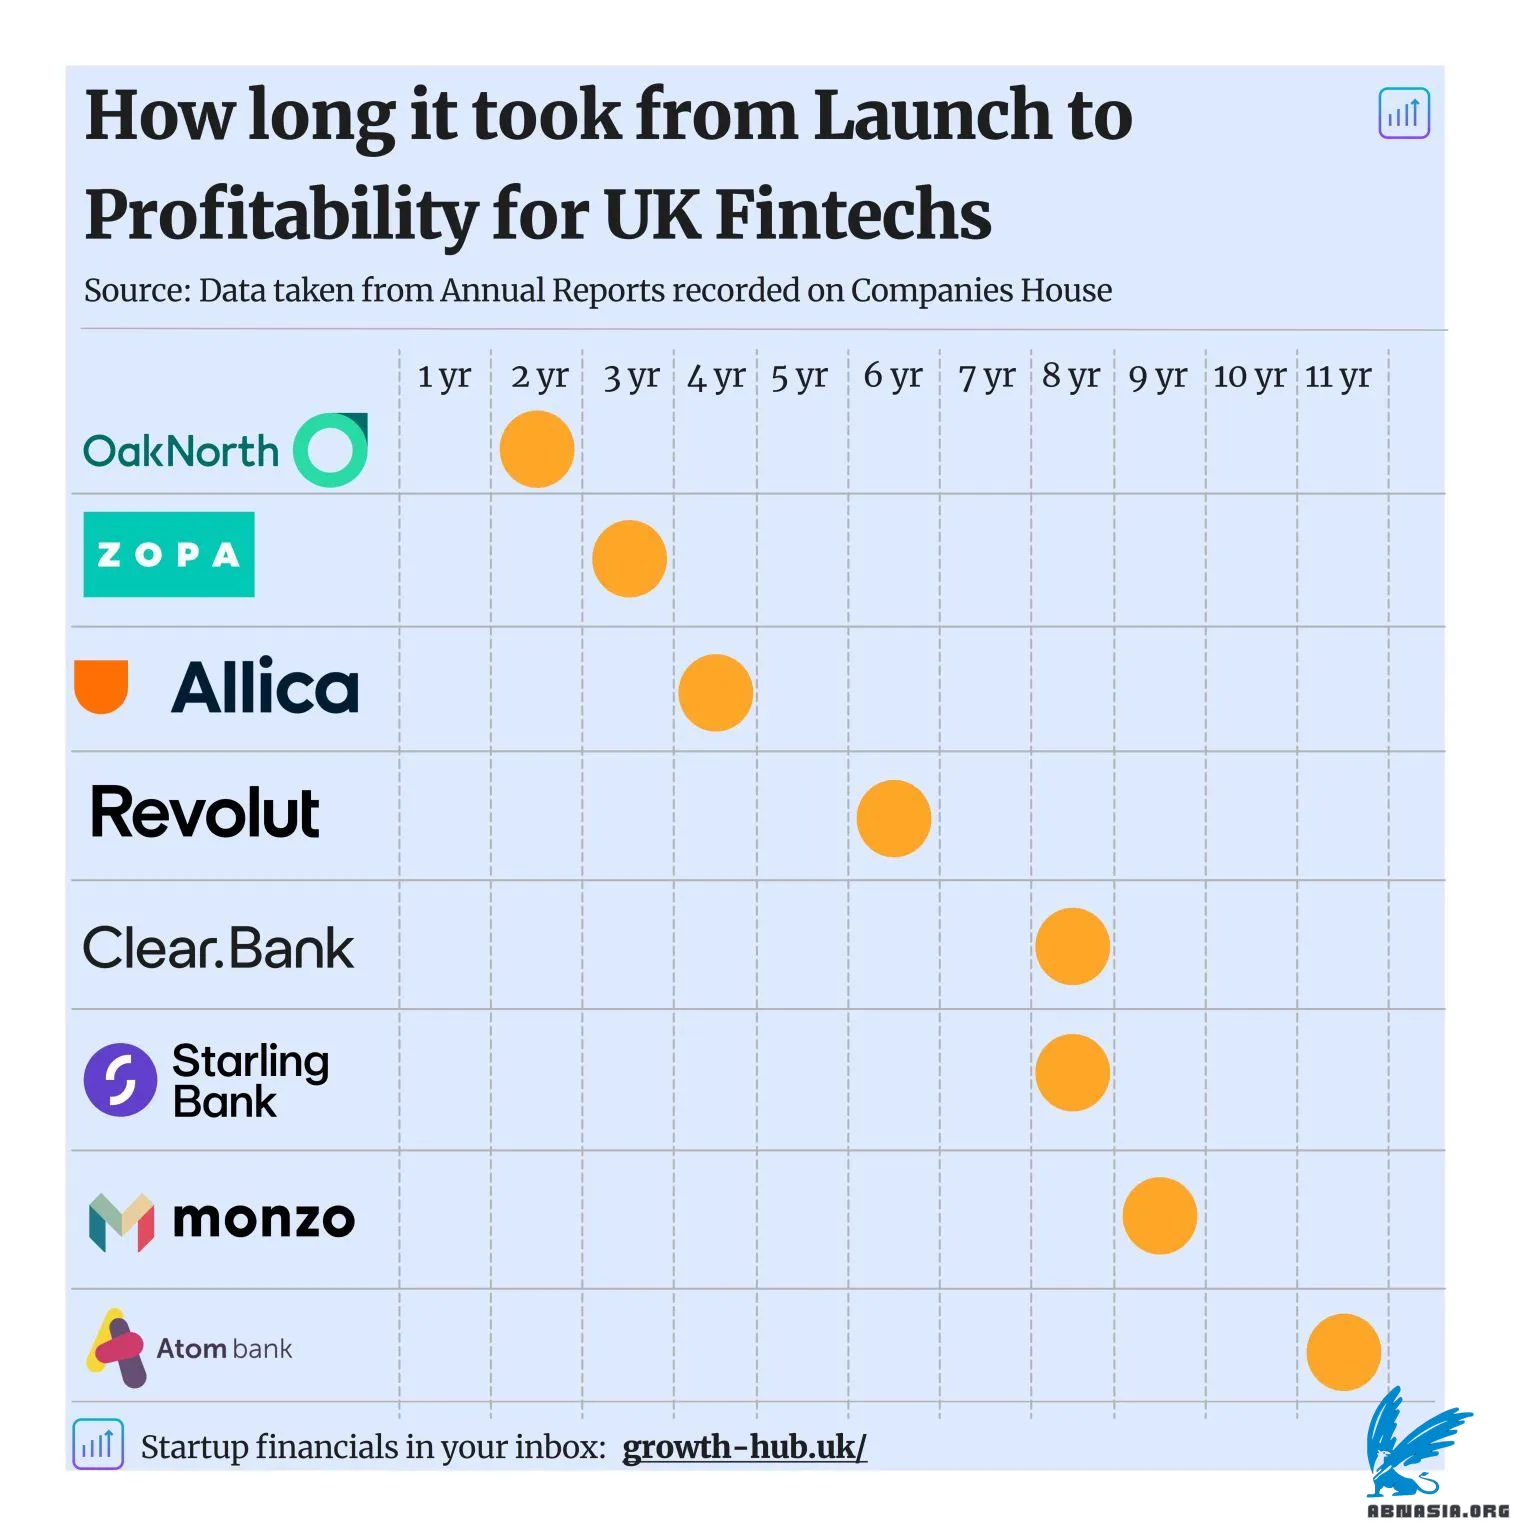 How long it took from Launch to
Profitability for UK Fintechs
Source: Data taken from Annual Reports recorded on Companies House
1 yr 2 yr 3 yr 4 yr 5 yr 6 yr 7 yr 8 yr 9 yr 10 yr 11 yr
OakNorth
ZOPA
Allica
Revolut
Clear.Bank
Starling
Bank
monzo
Atom bank
Startup financials in your inbox: growth-hub.uk/
ABNASIA.ORG